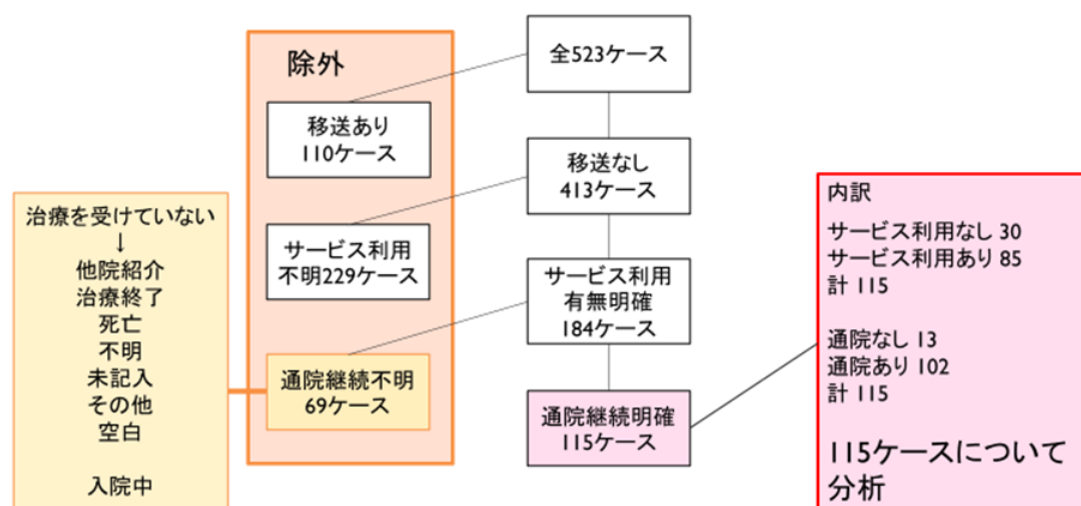 除外
全523ケース
移送あり
110ケース
移送なし
413ケース
サービス利用
不明229ケース
サービス利用
有無明確
184ケース
通院継続不明
69ケース
通院継続明確
115ケース
治療を受けていない
↓
他院紹介
治療終了
死亡
不明
未記入
その他
空白
入院中
内訳
サービス利用なし 30
サービス利用あり 85
計 115
通院なし 13
通院あり 102
計 115
115ケースについて
分析